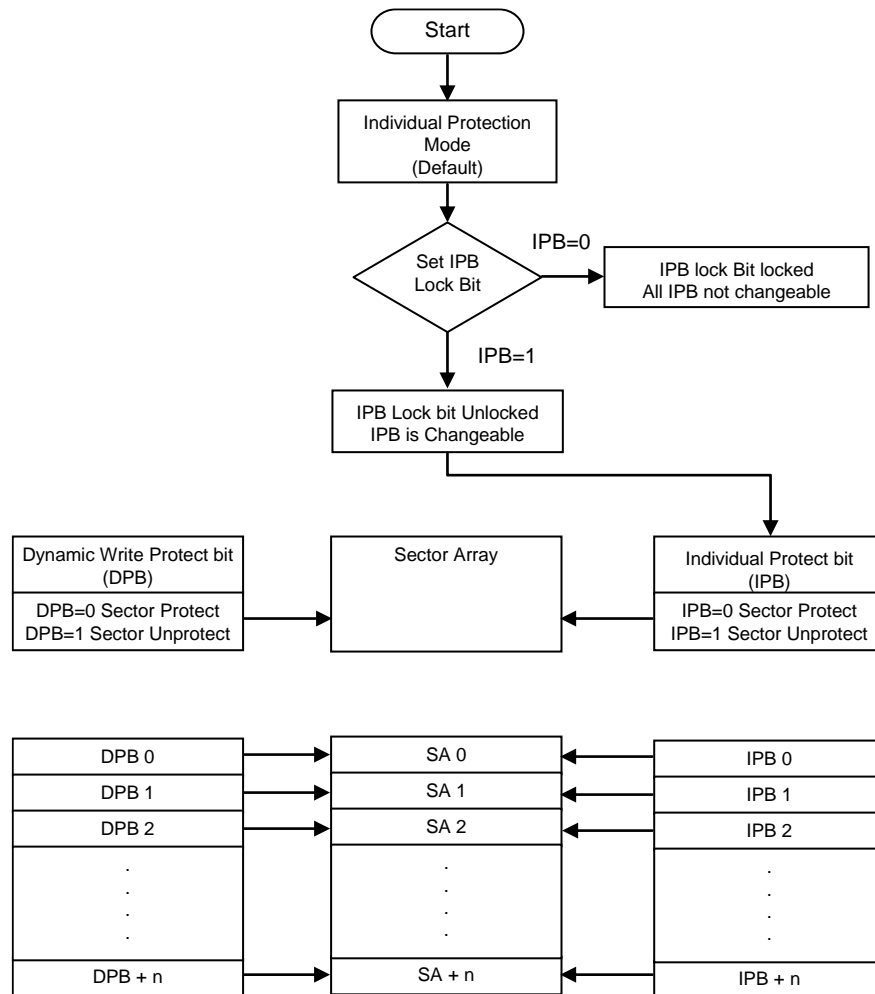 Start
Individual Protection
Mode
(Default)
Set IPB
Lock Bit
IPB=0
IPB lock Bit locked
All IPB not changeable
IPB=1
IPB Lock bit Unlocked
IPB is Changeable
Dynamic Write Protect bit
(DPB)
DPB=0 Sector Protect
DPB=1 Sector Unprotect
Sector Array
Individual Protect bit
(IPB)
IPB=0 Sector Protect
IPB=1 Sector Unprotect
DPB 0
SA 0
IPB 0
DPB 1
SA 1
IPB 1
DPB 2
SA 2
IPB 2
. . .
. . .
. . .
. . .
DPB + n
SA + n
IPB + n